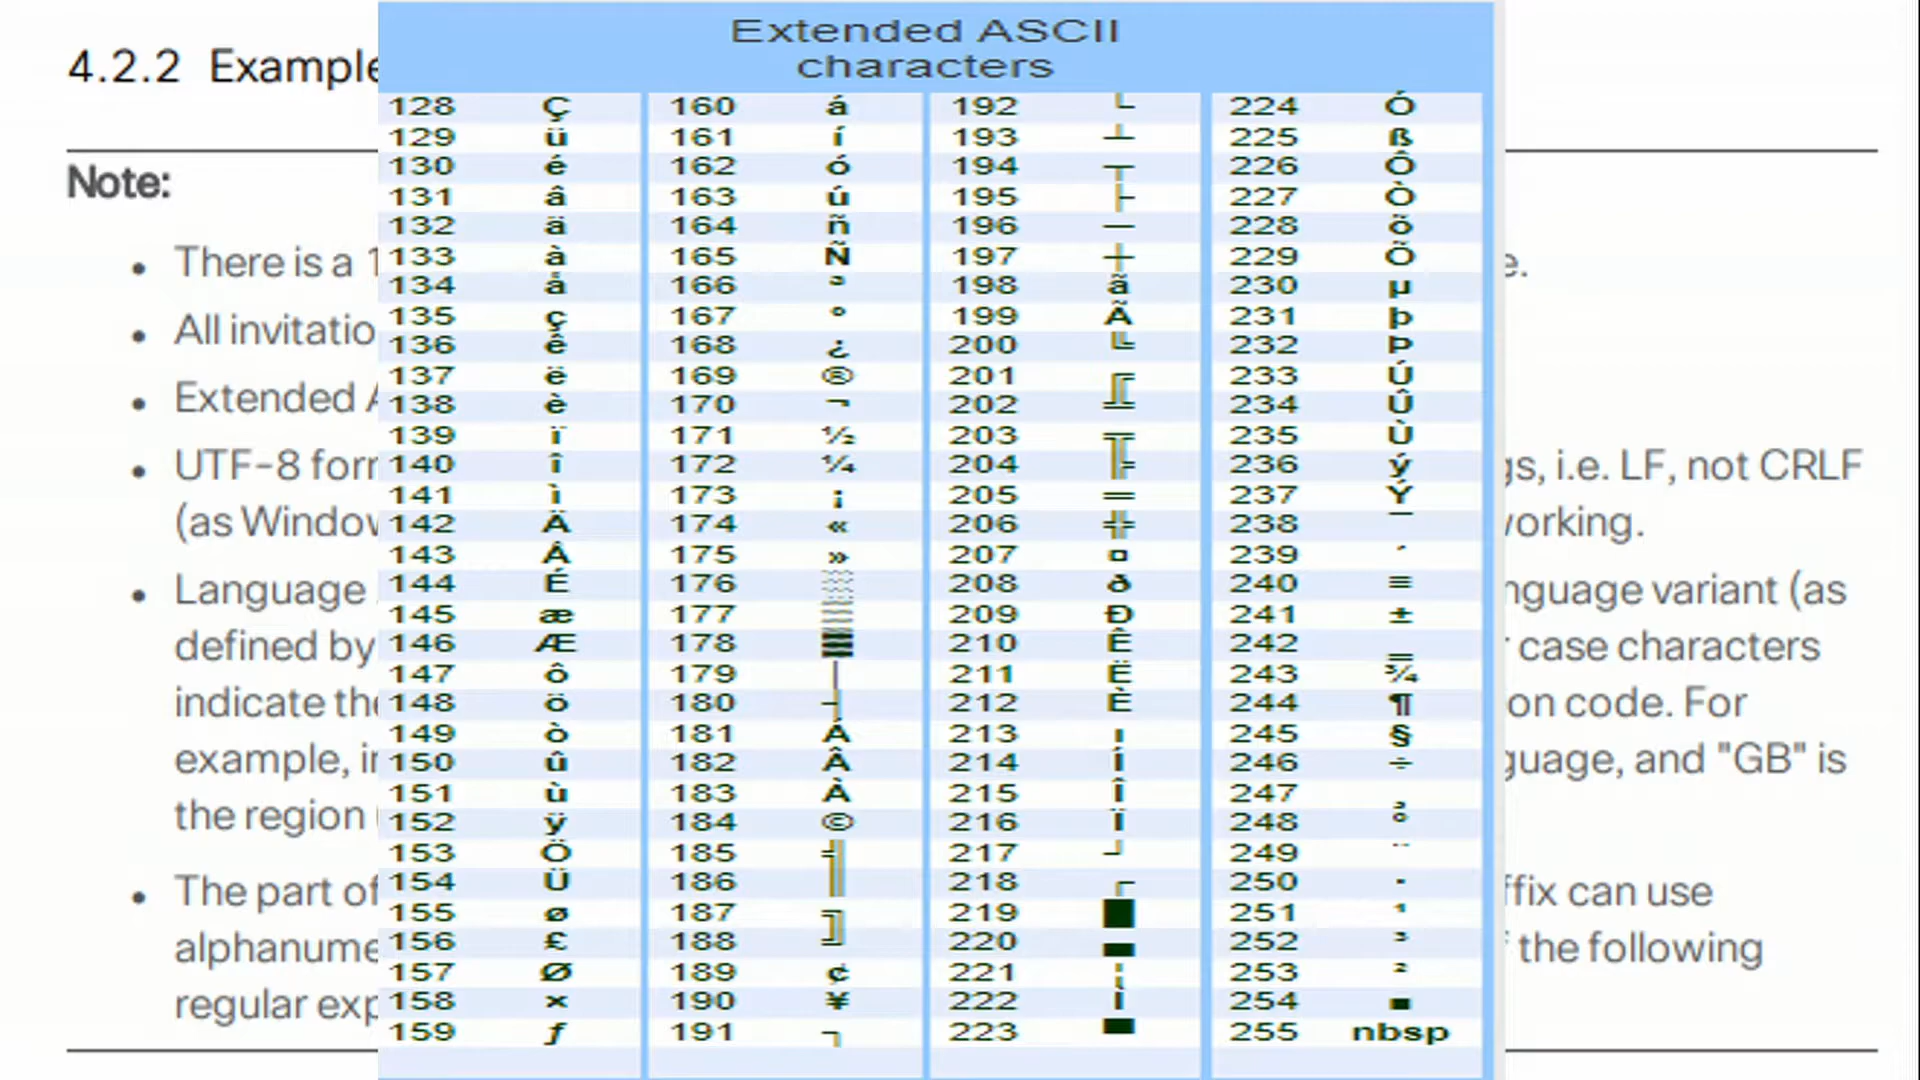 4.2.2 Example
Note:
• There is a 1
• All invitatio
• Extended A
• UTF-8 forr
(as Window
• Language
defined by
indicate the
example, ir
the region
• The part of
alphanume
regular exp
Extended ASCII
characters
128 Ç 160 á 192 └ 224 Ó
129 ü 161 í 193 ┴ 225 ß
130 é 162 ó 194 ┬ 226 Ô
131 â 163 ú 195 ├ 227 Ò
132 ä 164 ñ 196 ─ 228 õ
133 à 165 Ñ 197 ┼ 229 Õ
134 å 166 ª 198 ã 230 µ
135 ç 167 º 199 Ã 231 þ
136 ê 168 ¿ 200 ╚ 232 Þ
137 ë 169 ® 201 ╔ 233 Ú
138 è 170 ¬ 202 ╩ 234 Û
139 ï 171 ½ 203 ╦ 235 Ù
140 î 172 ¼ 204 ╠ 236 ý
141 ì 173 ¡ 205 ═ 237 Ý
142 Ä 174 « 206 ╬ 238 ¯
143 Å 175 » 207 ¤ 239 ´
144 É 176 ░ 208 ð 240 ≡
145 æ 177 ▒ 209 Ð 241 ±
146 Æ 178 ▓ 210 Ê 242 ‗
147 ô 179 │ 211 Ë 243 ¾
148 ö 180 ┤ 212 È 244 ¶
149 ò 181 Á 213 ı 245 §
150 û 182 Â 214 Í 246 ÷
151 ù 183 À 215 Î 247 ¸
152 ÿ 184 © 216 Ï 248 °
153 Ö 185 ╣ 217 ┘ 249 ¨
154 Ü 186 ║ 218 ┌ 250 ·
155 ø 187 ╗ 219 █ 251 ¹
156 £ 188 ╝ 220 ▄ 252 ³
157 Ø 189 ¢ 221 ¦ 253 ²
158 × 190 ¥ 222 Ì 254 ■
159 ƒ 191 ┐ 223 ▀ 255 nbsp
e.
gs, i.e. LF, not CRLF
working.
nguage variant (as
case characters
on code. For
guage, and "GB" is
ffix can use
the following